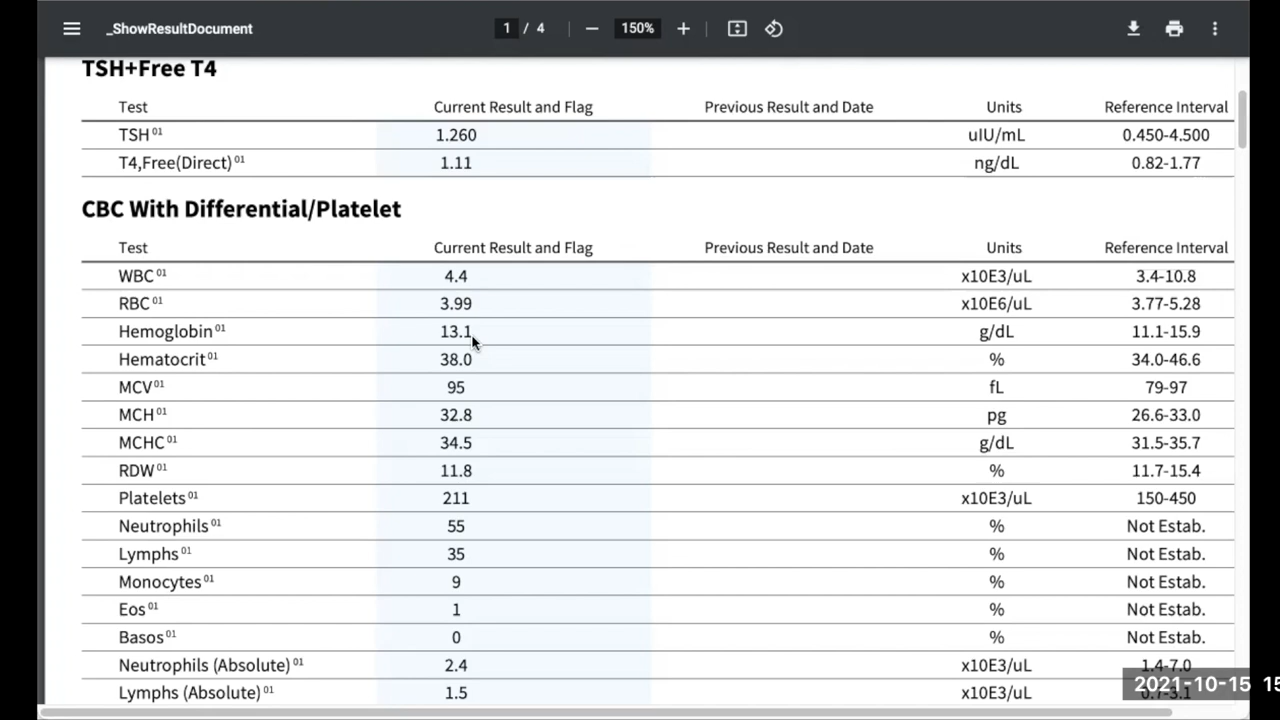 _ShowResultDocument 1 / 4 150%
TSH+Free T4
Test Current Result and Flag Previous Result and Date Units Reference Interval
TSH 01 1.260 uIU/mL 0.450-4.500
T4,Free(Direct) 01 1.11 ng/dL 0.82-1.77
CBC With Differential/Platelet
Test Current Result and Flag Previous Result and Date Units Reference Interval
WBC 01 4.4 x10E3/uL 3.4-10.8
RBC 01 3.99 x10E6/uL 3.77-5.28
Hemoglobin 01 13.1 g/dL 11.1-15.9
Hematocrit 01 38.0 % 34.0-46.6
MCV 01 95 fL 79-97
MCH 01 32.8 pg 26.6-33.0
MCHC 01 34.5 g/dL 31.5-35.7
RDW 01 11.8 % 11.7-15.4
Platelets 01 211 x10E3/uL 150-450
Neutrophils 01 55 % Not Estab.
Lymphs 01 35 % Not Estab.
Monocytes 01 9 % Not Estab.
Eos 01 1 % Not Estab.
Basos 01 0 % Not Estab.
Neutrophils (Absolute) 01 2.4 x10E3/uL 1.4-7.0
Lymphs (Absolute) 01 1.5 x10E3/uL
2021-10-15 15